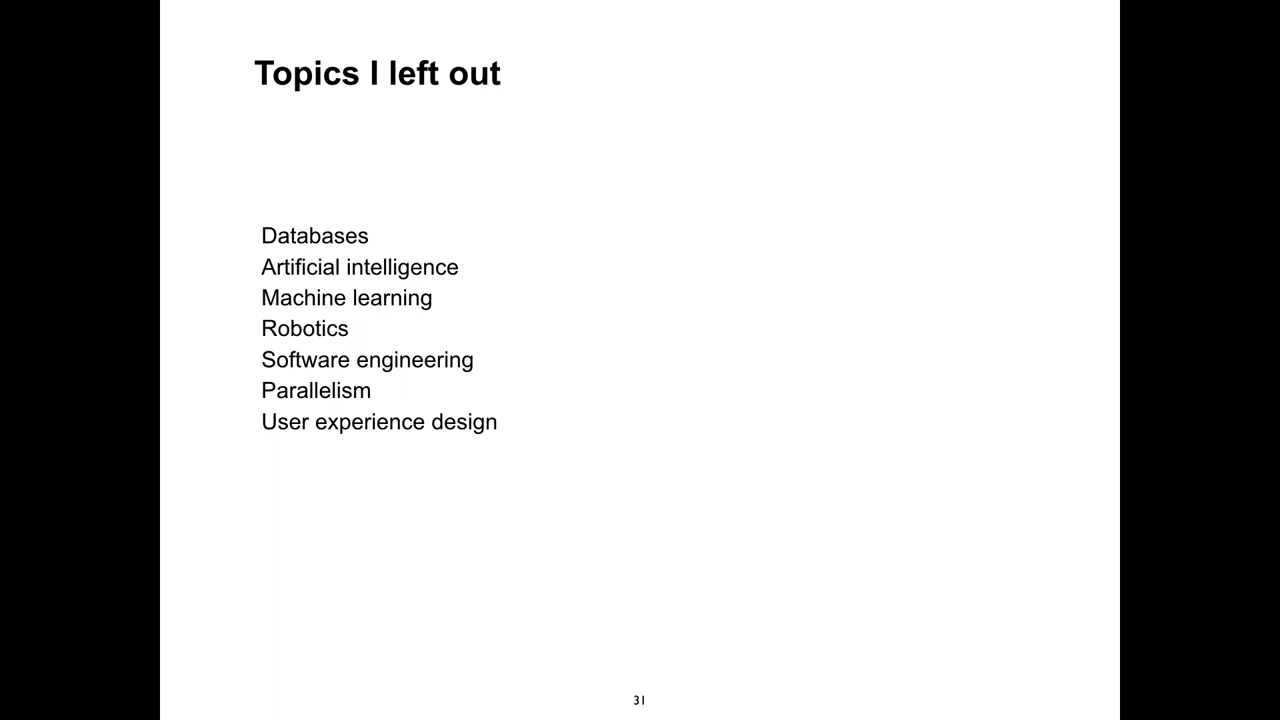 Topics I left out
Databases
Artificial intelligence
Machine learning
Robotics
Software engineering
Parallelism
User experience design
31